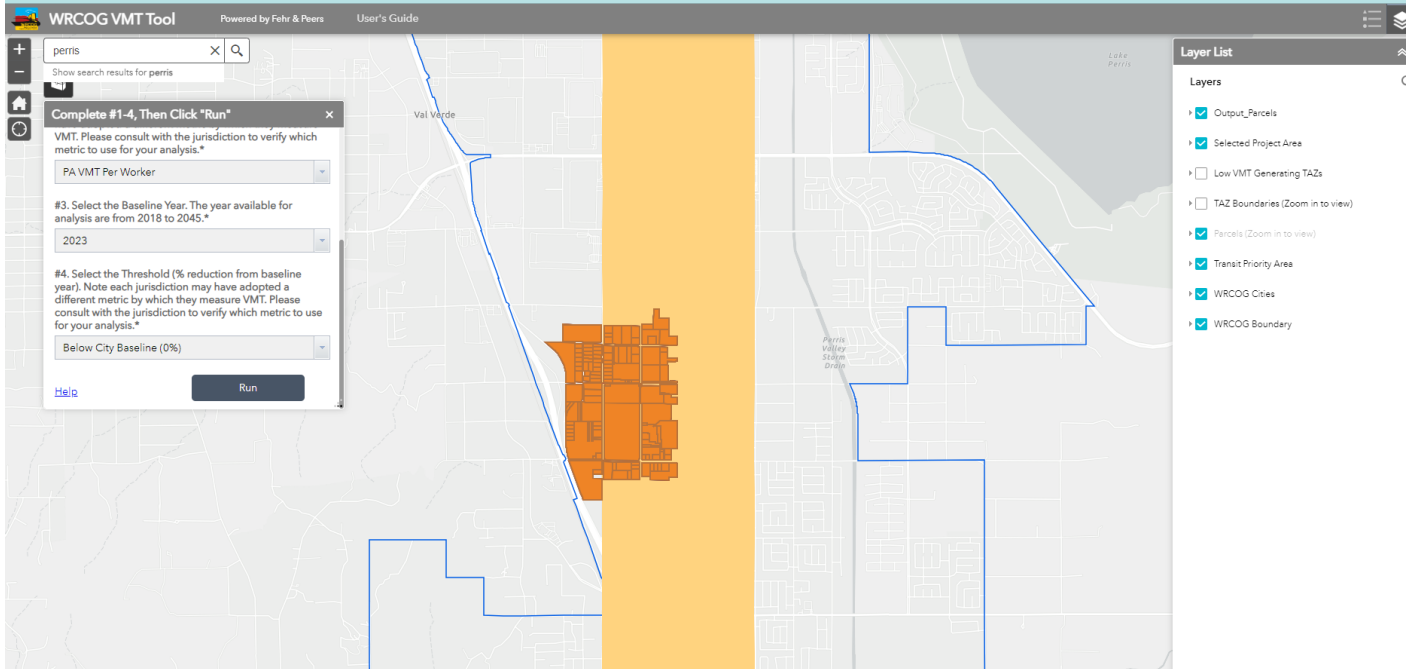 WRCOG VMT Tool Powered by Fehr & Peers User's Guide
+
−
perris
Show search results for perris
Complete #1-4, Then Click "Run" ×
VMT. Please consult with the jurisdiction to verify which
metric to use for your analysis.*
PA VMT Per Worker
#3. Select the Baseline Year. The year available for
analysis are from 2018 to 2045.*
2023
#4. Select the Threshold (% reduction from baseline
year). Note each jurisdiction may have adopted a
different metric by which they measure VMT. Please
consult with the jurisdiction to verify which metric to use
for your analysis.*
Below City Baseline (0%)
Help Run
Val Verde
Lake
Perris
Perris
Valley
Storm
Drain
Layer List
Layers
Output_Parcels
Selected Project Area
Low VMT Generating TAZs
TAZ Boundaries (Zoom in to view)
Parcels (Zoom in to view)
Transit Priority Area
WRCOG Cities
WRCOG Boundary